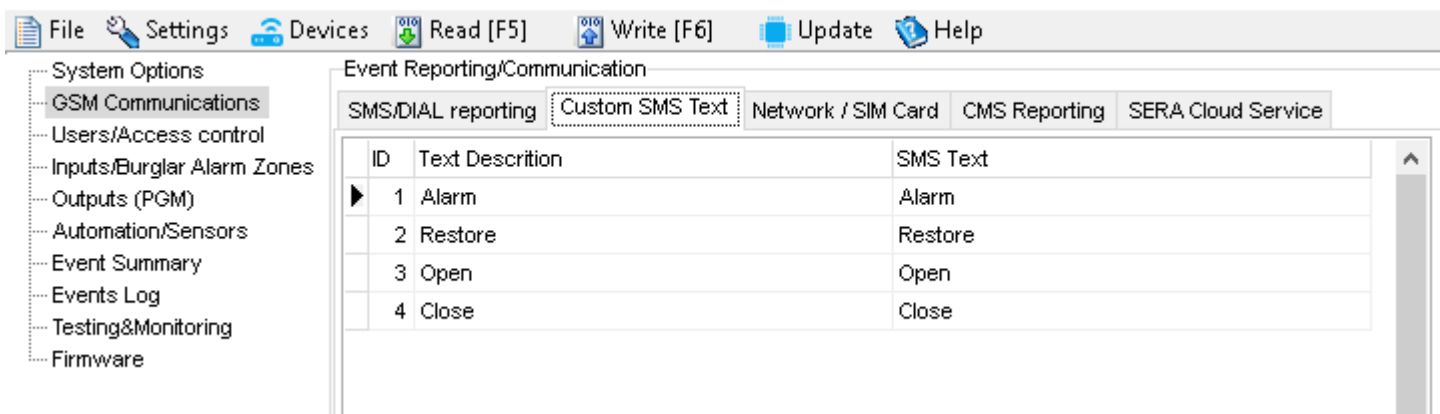 File Settings Devices Read [F5] Write [F6] Update Help
System Options
GSM Communications
Users/Access control
Inputs/Burglar Alarm Zones
Outputs (PGM)
Automation/Sensors
Event Summary
Events Log
Testing&Monitoring
Firmware
Event Reporting/Communication
SMS/DIAL reporting Custom SMS Text Network / SIM Card CMS Reporting SERA Cloud Service
ID Text Descrition SMS Text
1 Alarm Alarm
2 Restore Restore
3 Open Open
4 Close Close